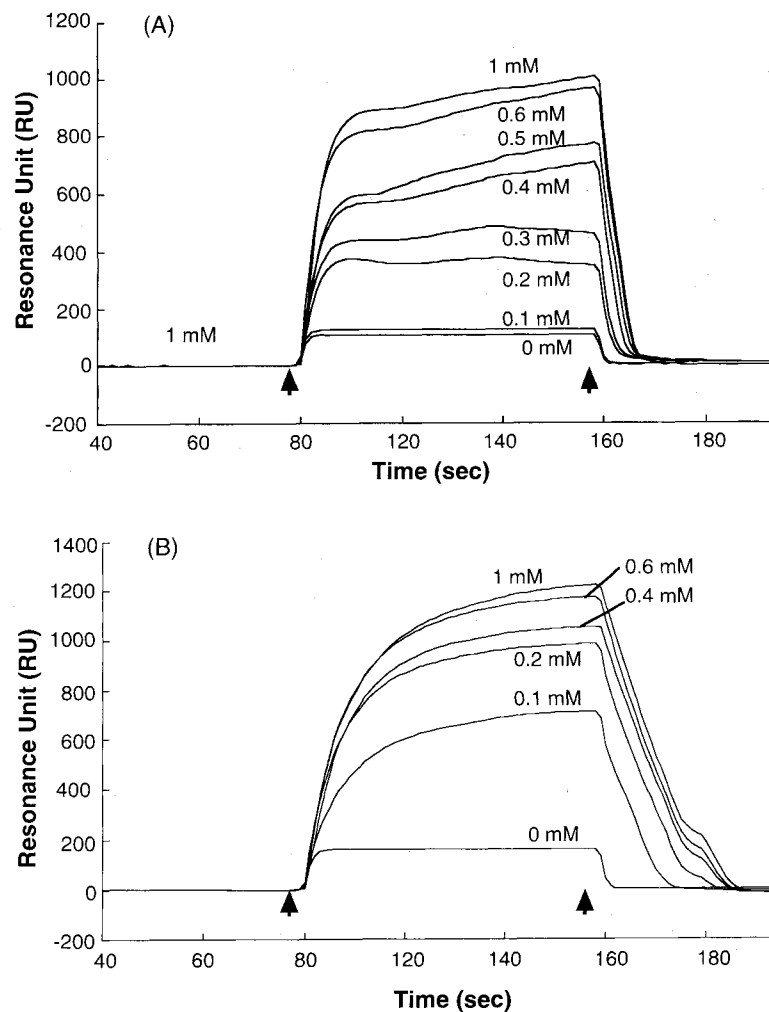 (A)
1200
1000
800
600
400
200
0
-200
Resonance Unit (RU)
1 mM
0.6 mM
0.5 mM
0.4 mM
0.3 mM
0.2 mM
0.1 mM
0 mM
1 mM
40 60 80 100 120 140 160 180
Time (sec)
(B)
1400
1200
1000
800
600
400
200
0
-200
Resonance Unit (RU)
1 mM
0.6 mM
0.4 mM
0.2 mM
0.1 mM
0 mM
40 60 80 100 120 140 160 180
Time (sec)